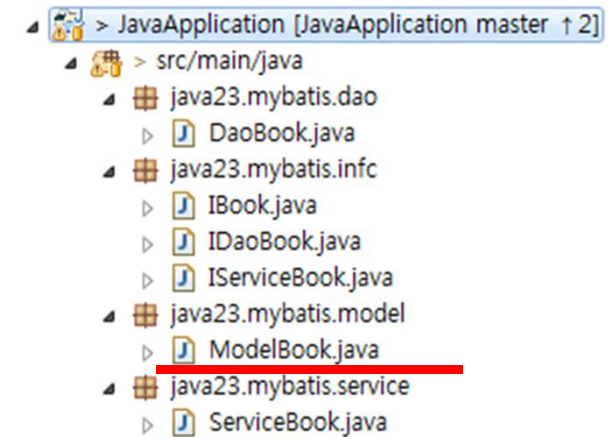 > JavaApplication [JavaApplication master ↑ 2]
> src/main/java
java23.mybatis.dao
DaoBook.java
java23.mybatis.infc
IBook.java
IDaoBook.java
IServiceBook.java
java23.mybatis.model
ModelBook.java
java23.mybatis.service
ServiceBook.java